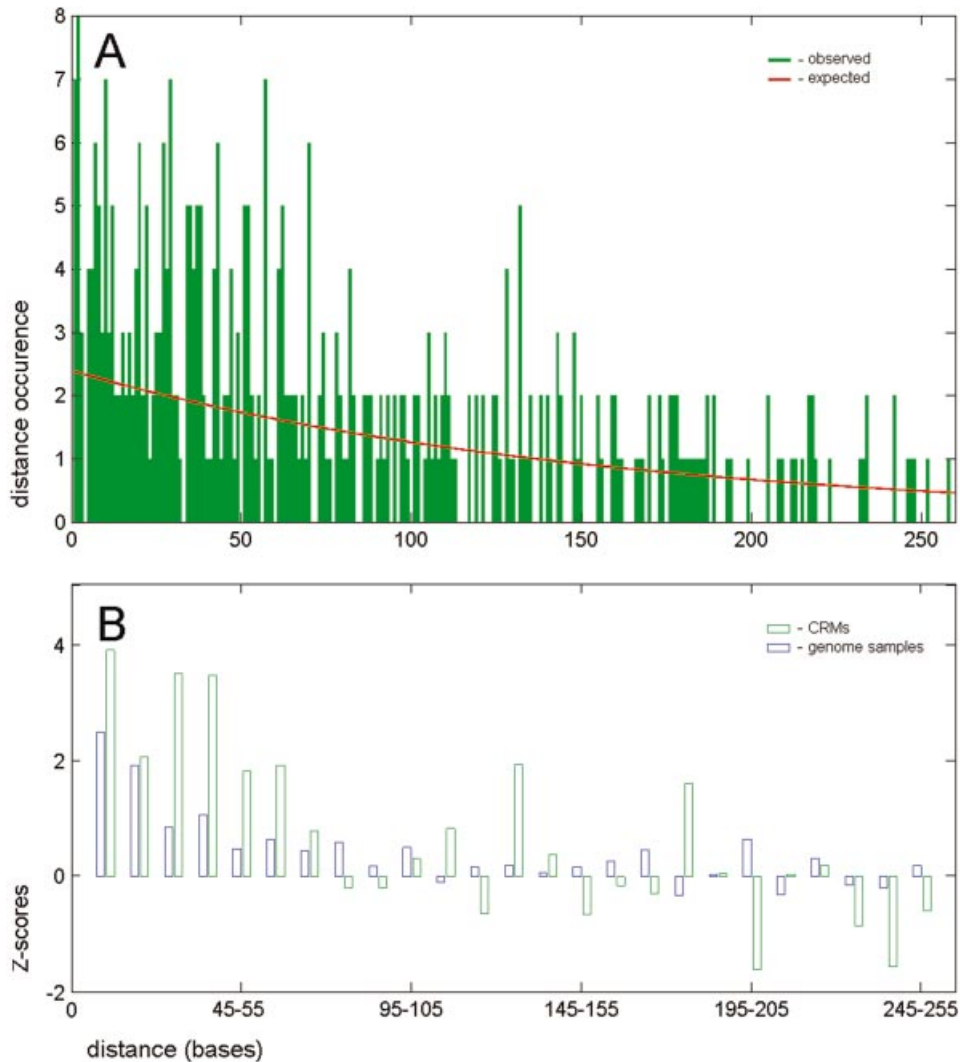 8
A
- observed
- expected
7
6
5
4
3
2
1
0
distance occurence
0 50 100 150 200 250
B
- CRMs
- genome samples
4
2
0
-2
Z-scores
0 45-55 95-105 145-155 195-205 245-255
distance (bases)